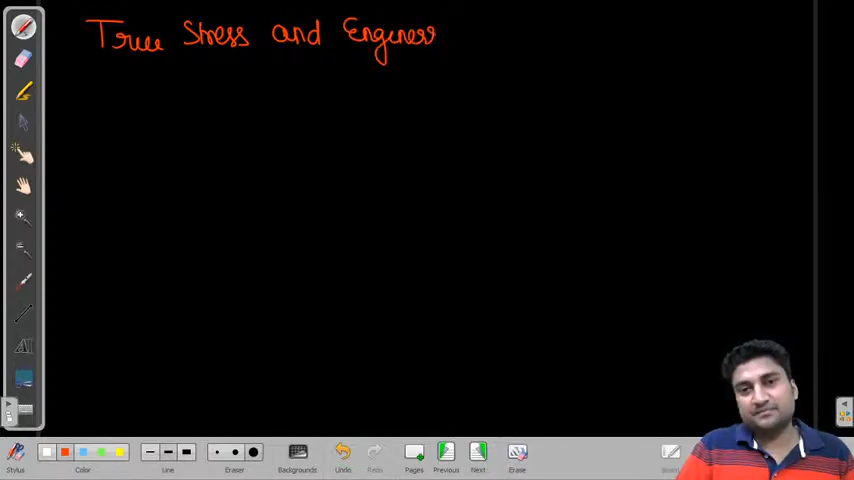 True Stress and Engineer
Stylus
Color
Line
Eraser
Backgrounds
Undo
Redo
Pages
Previous
Next
Erase